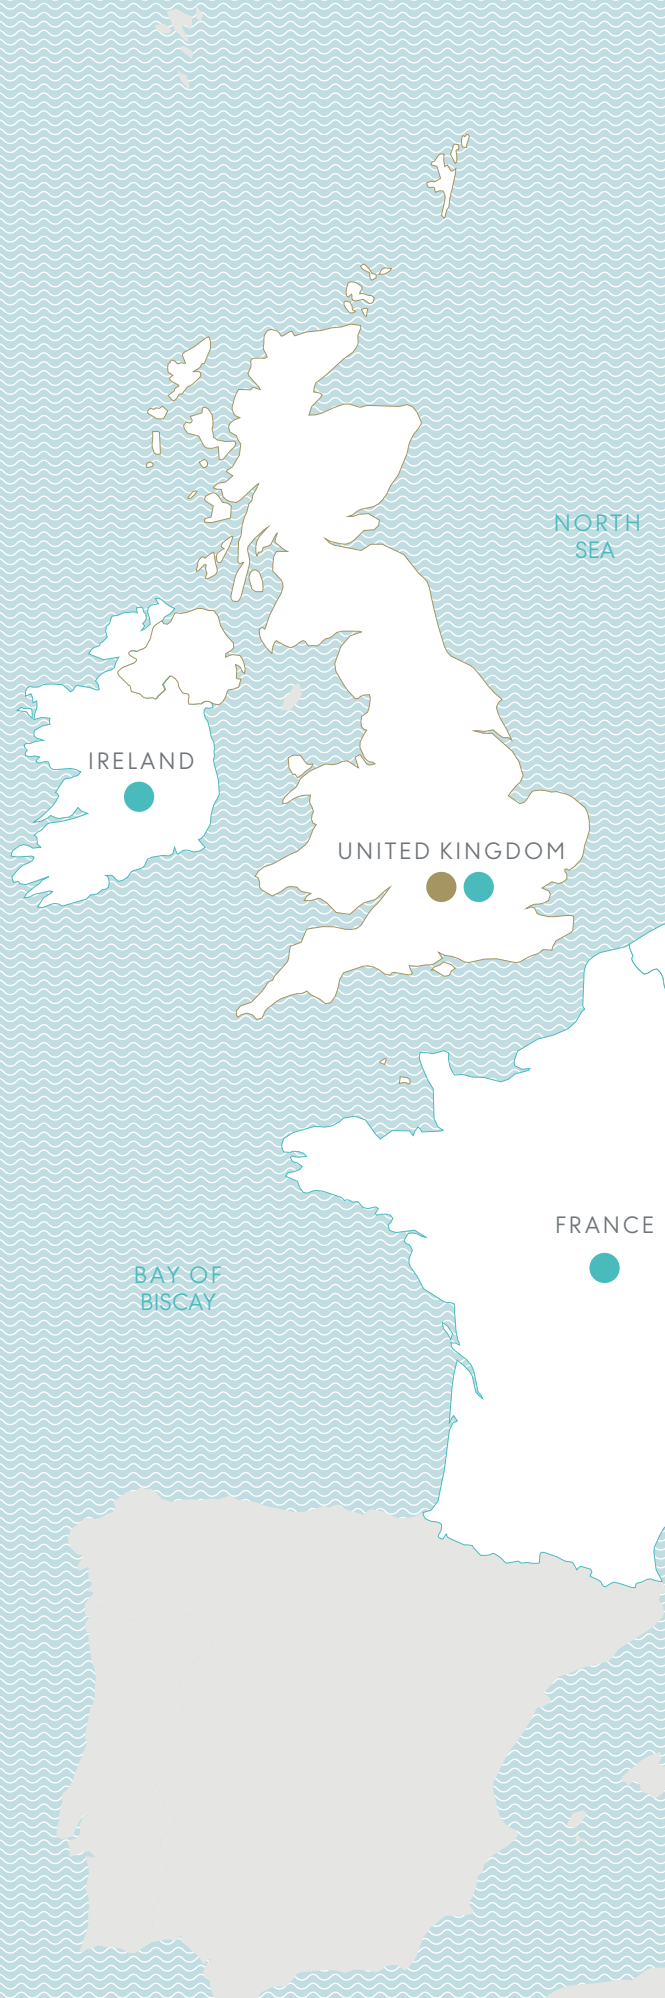 NORTH
SEA
IRELAND
UNITED KINGDOM
FRANCE
BAY OF
BISCAY